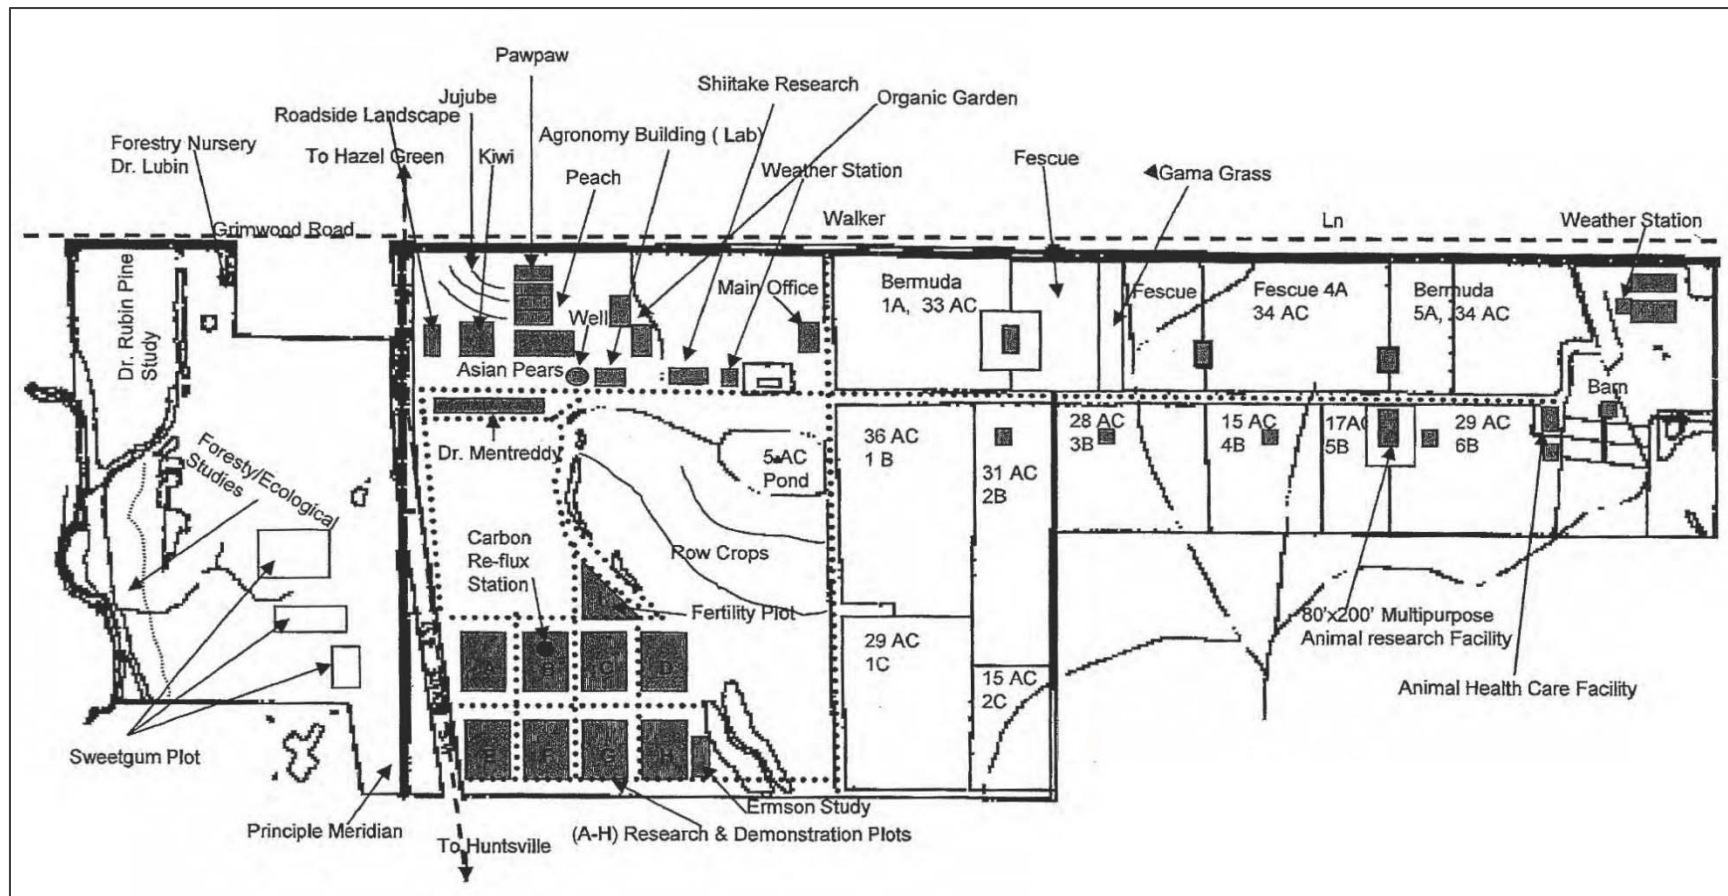 Pawpaw
Shiitake Research
Jujube
Organic Garden
Roadside Landscape
Agronomy Building ( Lab)
Forestry Nursery
Dr. Lubin
To Hazel Green
Kiwi
Peach
Weather Station
Fescue
Gama Grass
Grimwood Road
Walker
Ln
Weather Station
Dr. Rubin Pine
Study
Main Office
Well
Asian Pears
Bermuda
1A, 33 AC
Fescue
Fescue 4A
34 AC
Bermuda
5A, 34 AC
Barn
Dr. Mentreddy
5 AC
Pond
36 AC
1 B
31 AC
2B
28 AC
3B
15 AC
4B
17AC
5B
29 AC
6B
Foresty/Ecological
Studies
Carbon
Re-flux
Station
Row Crops
Fertility Plot
80'x200' Multipurpose
Animal research Facility
Animal Health Care Facility
29 AC
1C
15 AC
2C
A
B
C
D
E
F
G
H
Sweetgum Plot
Principle Meridian
To Huntsville
Ermson Study
(A-H) Research & Demonstration Plots